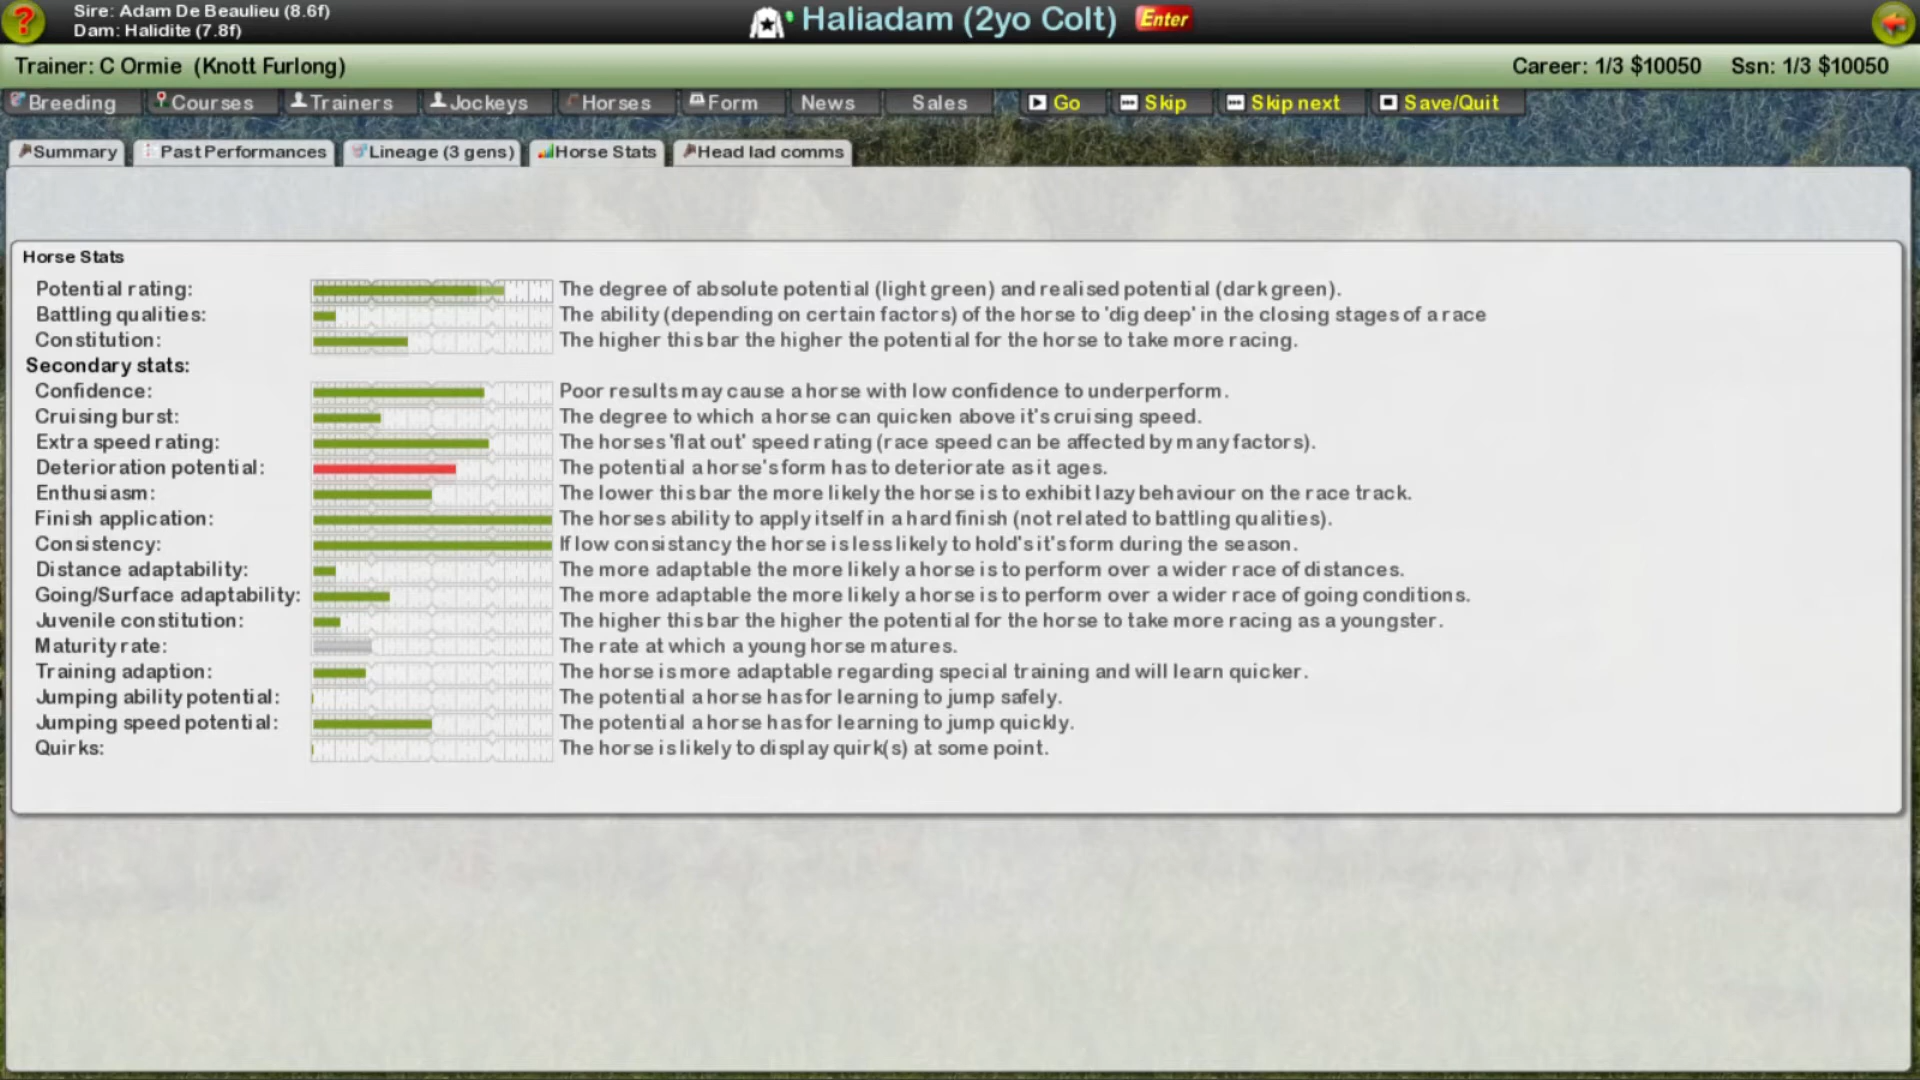 Sire: Adam De Beaulieu (8.6f)
Dam: Halidite (7.8f)
Haliadam (2yo Colt) Enter
Trainer: C Ormie (Knott Furlong) Career: 1/3 $10050 Ssn: 1/3 $10050
Breeding Courses Trainers Jockeys Horses Form News Sales Go Skip Skip next Save/Quit
Summary Past Performances Lineage (3 gens) Horse Stats Head lad comms
Horse Stats
Potential rating: The degree of absolute potential (light green) and realised potential (dark green).
Battling qualities: The ability (depending on certain factors) of the horse to 'dig deep' in the closing stages of a race
Constitution: The higher this bar the higher the potential for the horse to take more racing.
Secondary stats:
Confidence: Poor results may cause a horse with low confidence to underperform.
Cruising burst: The degree to which a horse can quicken above it's cruising speed.
Extra speed rating: The horses 'flat out' speed rating (race speed can be affected by many factors).
Deterioration potential: The potential a horse's form has to deteriorate as it ages.
Enthusiasm: The lower this bar the more likely the horse is to exhibit lazy behaviour on the race track.
Finish application: The horses ability to apply itself in a hard finish (not related to battling qualities).
Consistency: If low consistancy the horse is less likely to hold's it's form during the season.
Distance adaptability: The more adaptable the more likely a horse is to perform over a wider race of distances.
Going/Surface adaptability: The more adaptable the more likely a horse is to perform over a wider race of going conditions.
Juvenile constitution: The higher this bar the higher the potential for the horse to take more racing as a youngster.
Maturity rate: The rate at which a young horse matures.
Training adaption: The horse is more adaptable regarding special training and will learn quicker.
Jumping ability potential: The potential a horse has for learning to jump safely.
Jumping speed potential: The potential a horse has for learning to jump quickly.
Quirks: The horse is likely to display quirk(s) at some point.